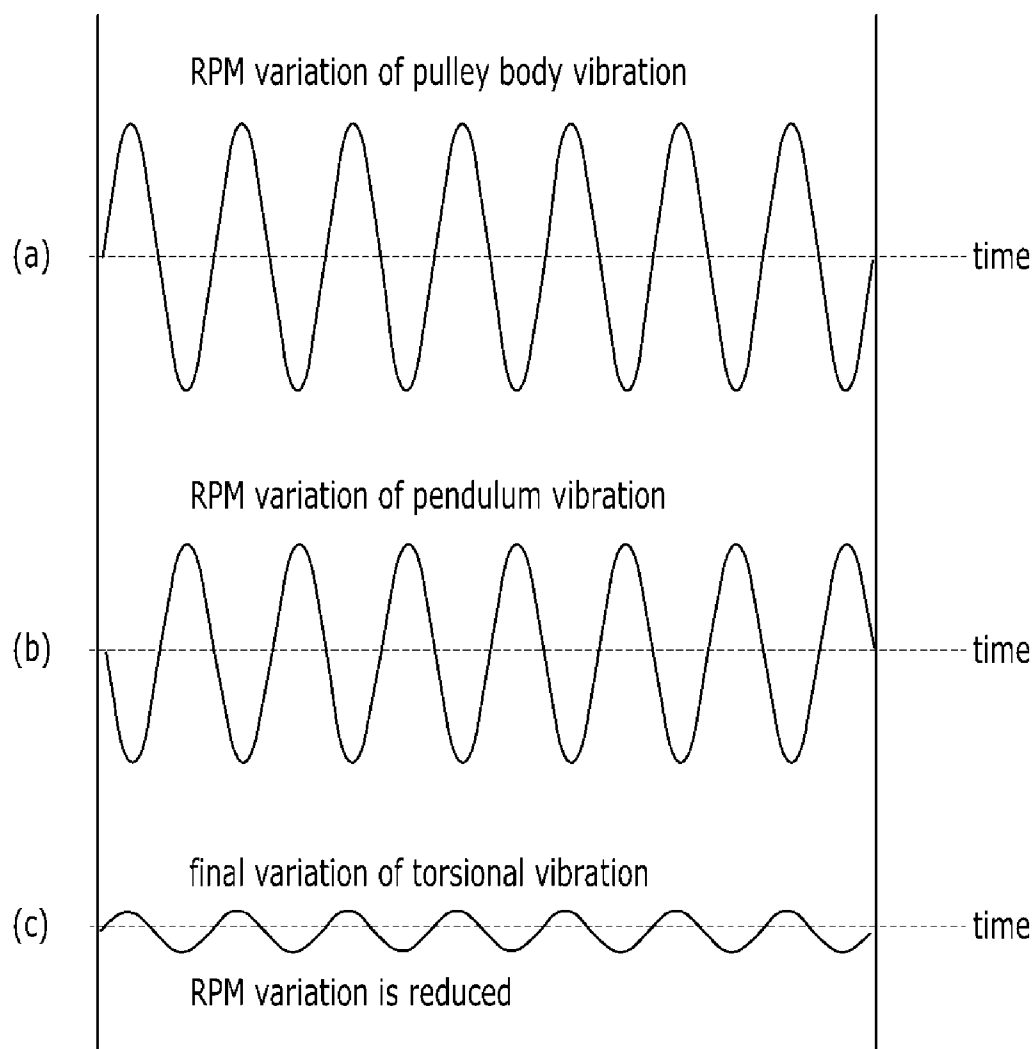 RPM variation of pulley body vibration
(a)
time
RPM variation of pendulum vibration
(b)
time
final variation of torsional vibration
(c)
time
RPM variation is reduced